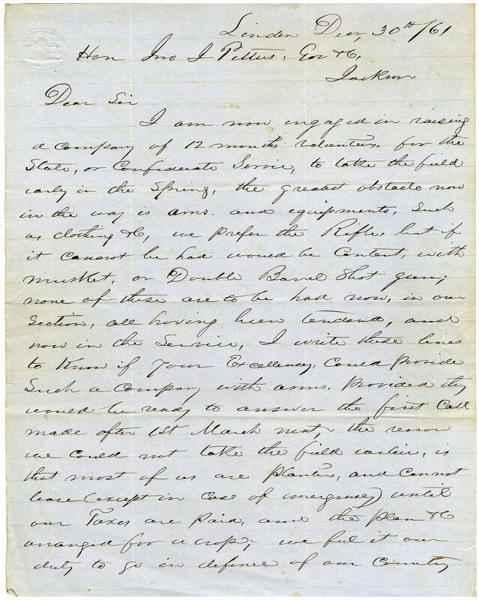 Linden Decr 30th/61
Hon Jno J Pettus, Gov &C,
Jackson
Dear Sir
I am now engaged in raising
a company of 12 months volunteers for the
State, or Confederate Service, to take the field
early in the Spring, the greatest obstacle now
in the way is arms. and equipments, Such
as clothing &C, we prefer the Rifle, but if
it cannot be had would be Content, with
musket, or Double Barrel Shot gun;
none of these are to be had now, in our
Section, all having been tendered, and
now in the Service, I write these lines
to Know if your Excellency, Could Provide
Such a Company with arms. Provided they
would be ready to answer the first Call
made after 1st March next, the reason
we could not take the field earlier, is
that most of us are Planters, and cannot
leave (except in Case of emergency) until
our Taxes are Paid, and the plan &C
arranged for a crop; we feel it our
duty to go in defence of our Country